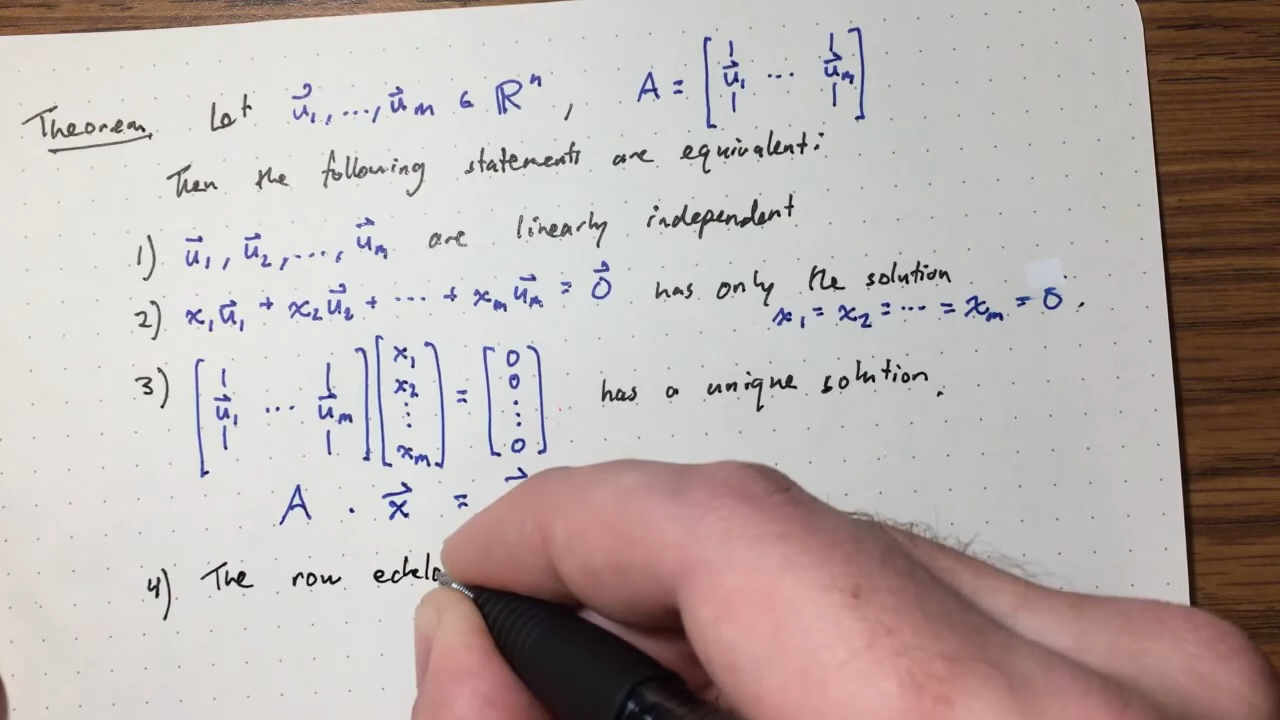 Theorem. Let u⃗₁, ..., u⃗ₘ ∈ ℝⁿ, A = [u⃗₁ ... u⃗ₘ]
Then the following statements are equivalent:
1) u⃗₁, u⃗₂, ..., u⃗ₘ are linearly independent
2) x₁u⃗₁ + x₂u⃗₂ + ... + xₘu⃗ₘ = 0⃗ has only the solution
x₁ = x₂ = ... = xₘ = 0.
3) [u⃗₁ ... u⃗ₘ] [x₁ x₂ ⋮ xₘ] = [0 0 ⋮ 0] has a unique solution.
A · x⃗ =
4) The row echelo